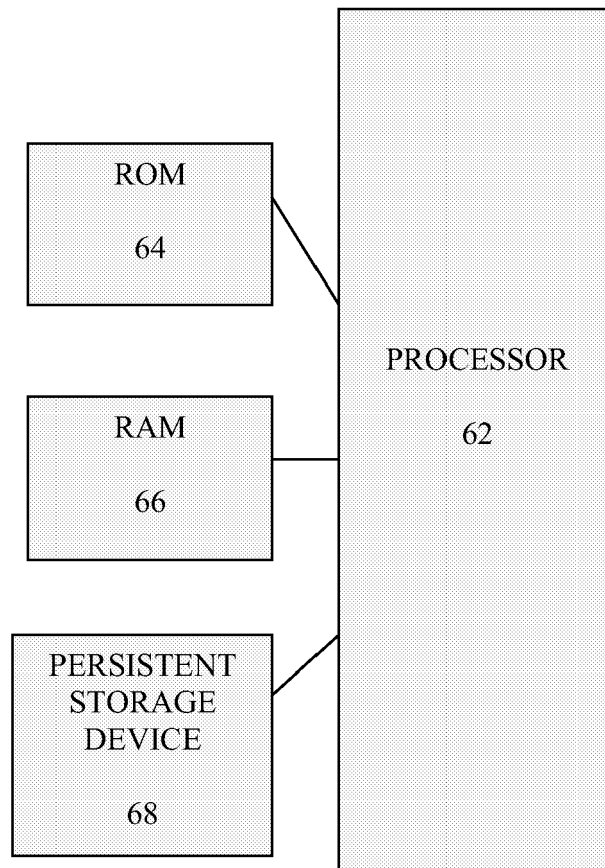 ROM
64
RAM
66
PERSISTENT
STORAGE
DEVICE
68
PROCESSOR
62